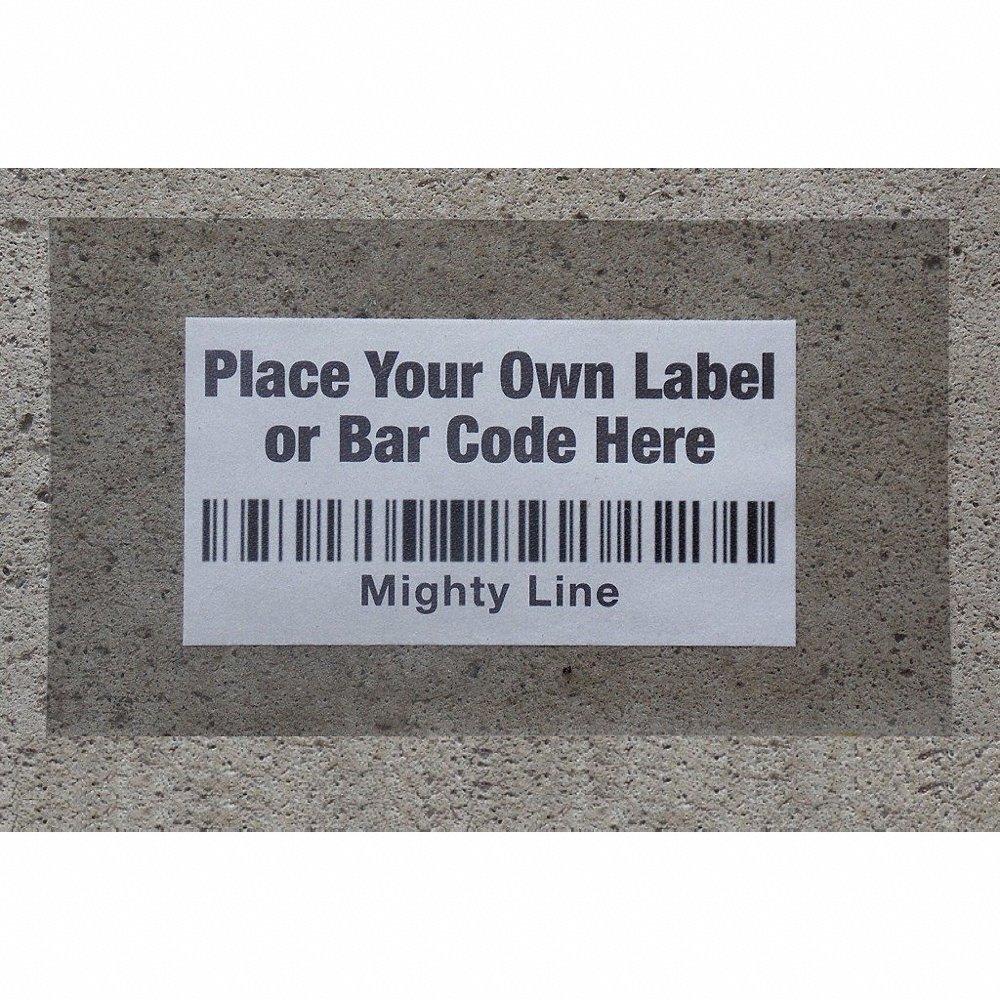 Place Your Own Label
or Bar Code Here
Mighty Line